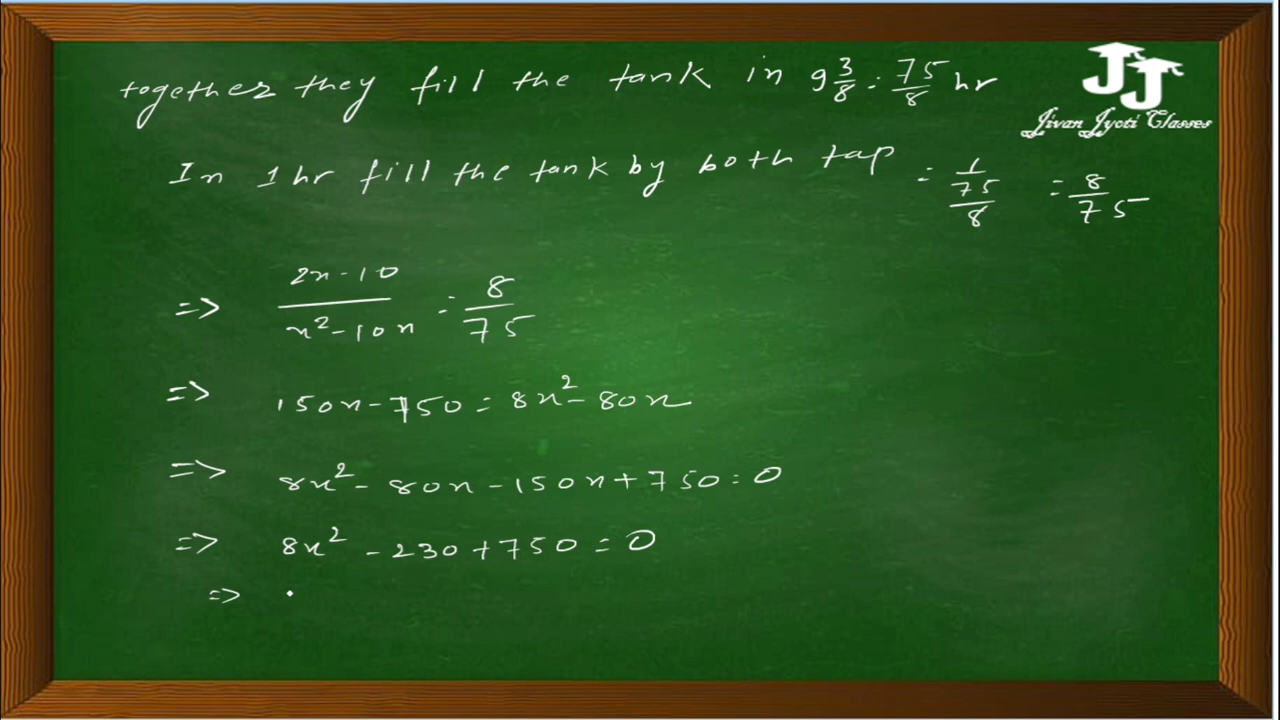 together they fill the tank in 9 3/8 = 75/8 hr
JJ
Jivan Jyoti Classes
In 1 hr fill the tank by both tap = 1/(75/8) = 8/75
=> (2x-10)/(x²-10x) = 8/75
=> 150x-750 = 8x²-80x
=> 8x²-80x-150x+750=0
=> 8x²-230+750=0
=>